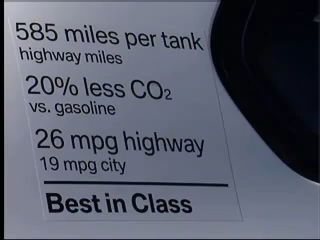 585 miles per tank
highway miles
20% less CO₂
vs. gasoline
26 mpg highway
19 mpg city
Best in Class